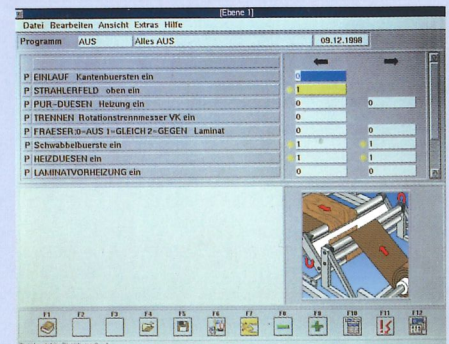 [Ebene 1]
Datei Bearbeiten Ansicht Extras Hilfe
Programm AUS Alles AUS 09.12.1998
P EINLAUF Kantenbuersten ein 0
P STRAHLERFELD oben ein 1
P PUR-DUESEN Heizung ein 0 0
P TRENNEN Rotationstrennmesser VK ein 0
P FRAESER:0=AUS 1=GLEICH 2=GEGEN Laminat 0 0
P Schwabbelbuerste ein 1 1
P HEIZDUESEN ein 1 1
P LAMINATVORHEIZUNG ein 0 0
F1 F2 F3 F4 F5 F6 F7 F8 F9 F10 F11 F12